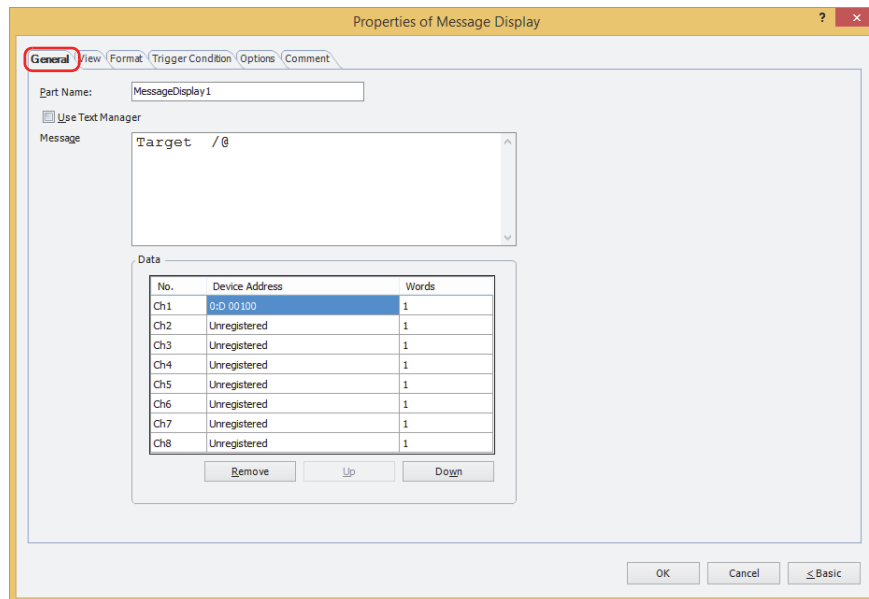 Properties of Message Display ? ×
General View Format Trigger Condition Options Comment
Part Name: MessageDisplay1
Use Text Manager
Message Target /@
Data
No. Device Address Words
Ch1 0:D 00100 1
Ch2 Unregistered 1
Ch3 Unregistered 1
Ch4 Unregistered 1
Ch5 Unregistered 1
Ch6 Unregistered 1
Ch7 Unregistered 1
Ch8 Unregistered 1
Remove Up Down
OK Cancel < Basic